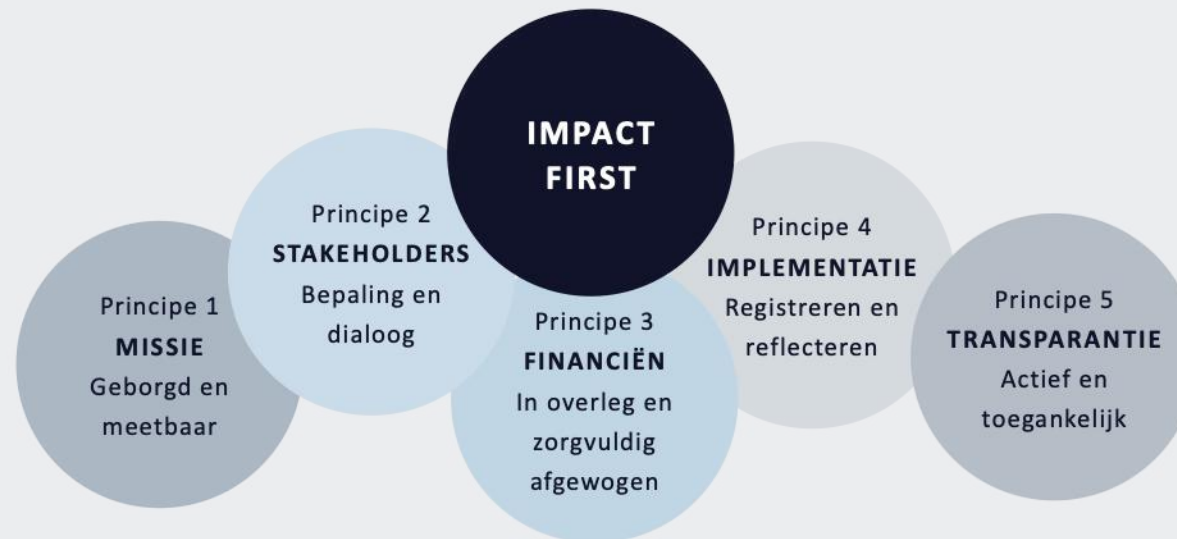 IMPACT
FIRST
Principe 1
MISSIE
Geborgd en
meetbaar
Principe 2
STAKEHOLDERS
Bepaling en
dialoog
Principe 3
FINANCIËN
In overleg en
zorgvuldig
afgewogen
Principe 4
IMPLEMENTATIE
Registreren en
reflecteren
Principe 5
TRANSPARANTIE
Actief en
toegankelijk